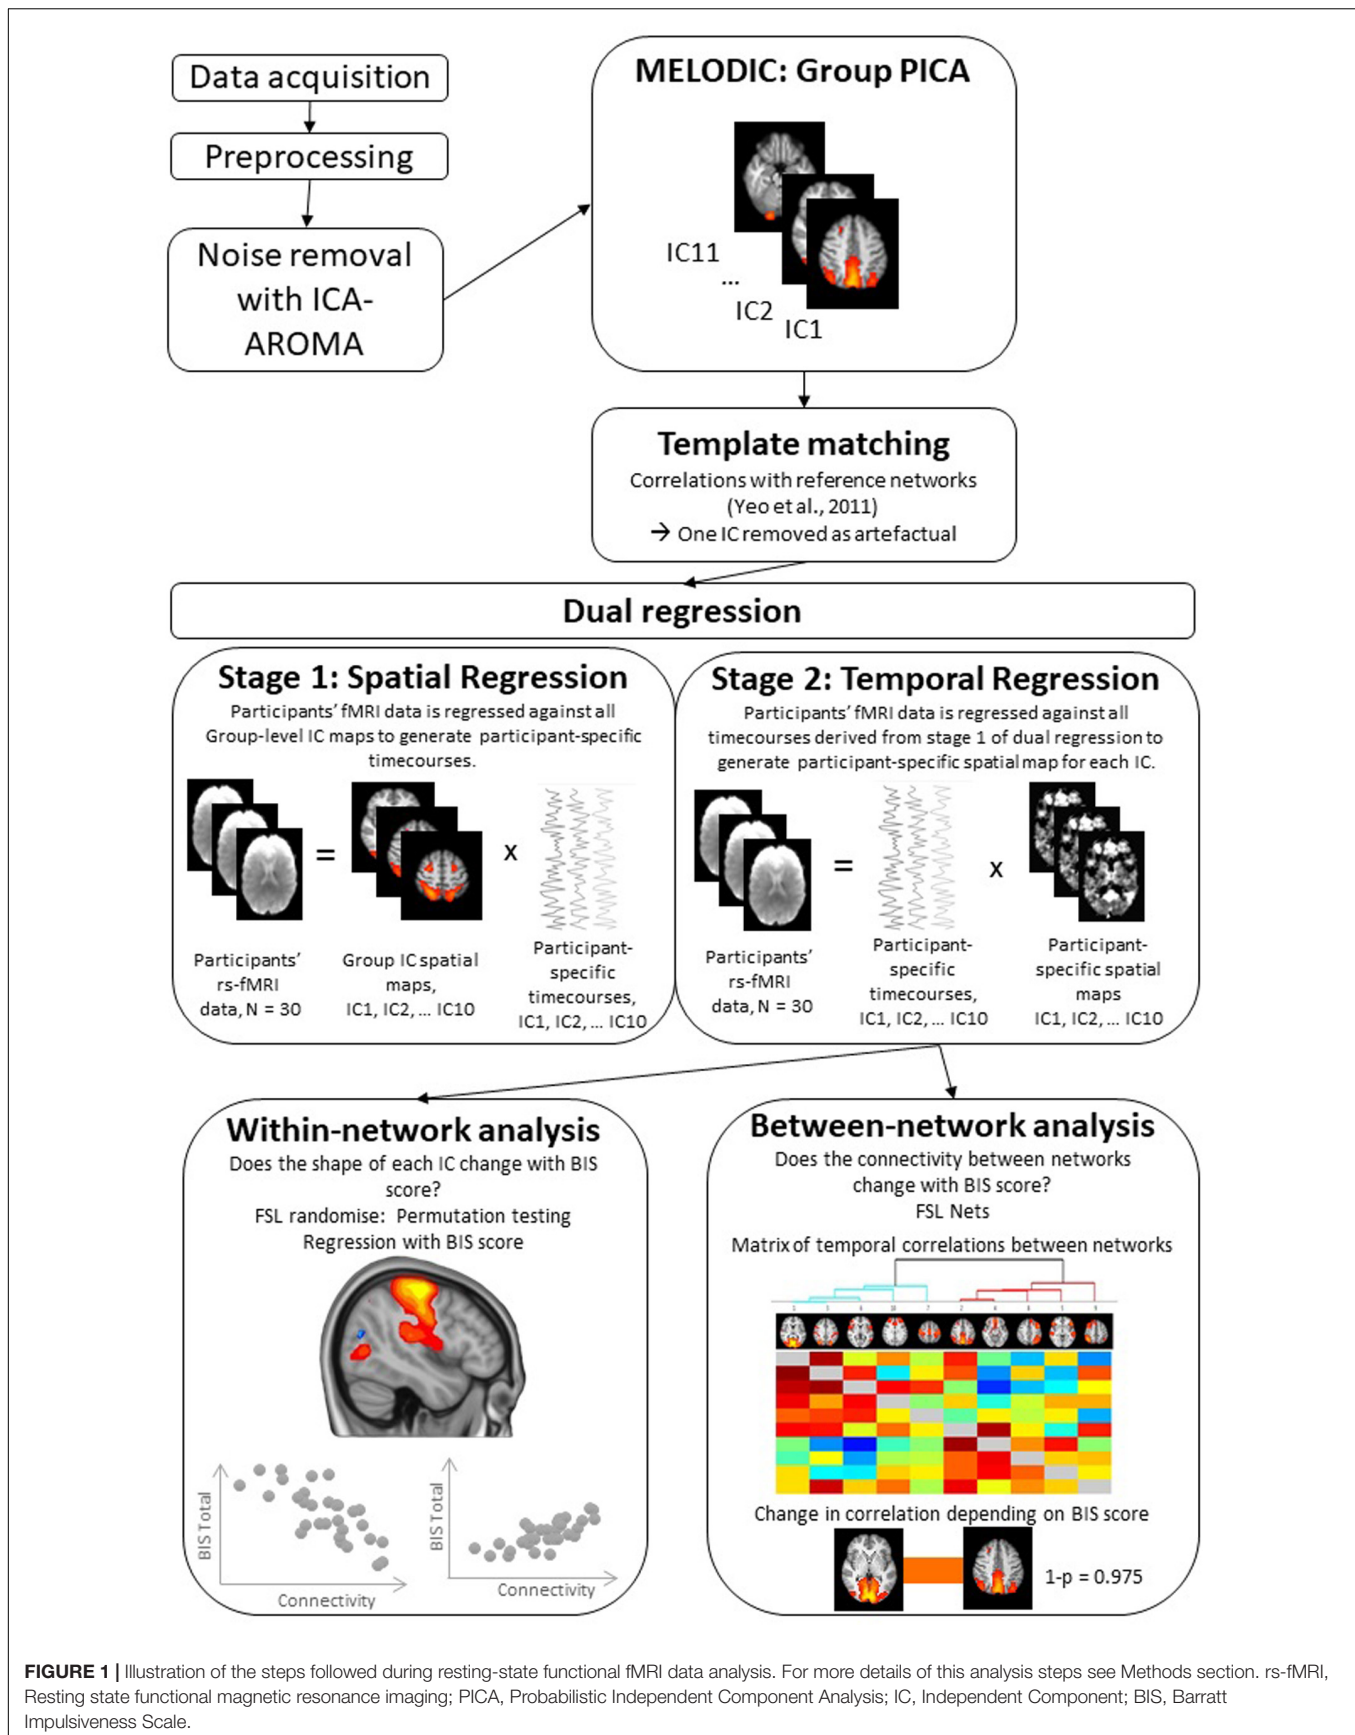 Data acquisition
Preprocessing
Noise removal
with ICA-
AROMA
MELODIC: Group PICA
IC11
...
IC2
IC1
Template matching
Correlations with reference networks
(Yeo et al., 2011)
→ One IC removed as artefactual
Dual regression
Stage 1: Spatial Regression
Participants’ fMRI data is regressed against all
Group-level IC maps to generate participant-specific
timecourses.
=
x
Participants’
rs-fMRI
data, N = 30
Group IC spatial
maps,
IC1, IC2, ... IC10
Participant-
specific
timecourses,
IC1, IC2, ... IC10
Stage 2: Temporal Regression
Participants’ fMRI data is regressed against all
timecourses derived from stage 1 of dual regression to
generate participant-specific spatial map for each IC.
=
x
Participants’
rs-fMRI
data, N = 30
Participant-
specific
timecourses,
IC1, IC2, ... IC10
Participant-
specific spatial
maps
IC1, IC2, ... IC10
Within-network analysis
Does the shape of each IC change with BIS
score?
FSL randomise: Permutation testing
Regression with BIS score
BIS Total
Connectivity
BIS Total
Connectivity
Between-network analysis
Does the connectivity between networks
change with BIS score?
FSL Nets
Matrix of temporal correlations between networks
Change in correlation depending on BIS score
1-p = 0.975
FIGURE 1 | Illustration of the steps followed during resting-state functional fMRI data analysis. For more details of this analysis steps see Methods section. rs-fMRI,
Resting state functional magnetic resonance imaging; PICA, Probabilistic Independent Component Analysis; IC, Independent Component; BIS, Barratt
Impulsiveness Scale.